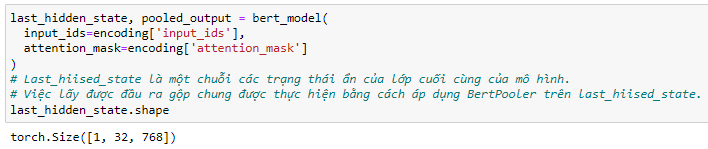 last_hidden_state, pooled_output = bert_model(
  input_ids=encoding['input_ids'],
  attention_mask=encoding['attention_mask']
)
# Last_hiised_state là một chuỗi các trạng thái ẩn của lớp cuối cùng của mô hình.
# Việc lấy được đầu ra gộp chung được thực hiện bằng cách áp dụng BertPooler trên last_hiised_state.
last_hidden_state.shape
torch.Size([1, 32, 768])